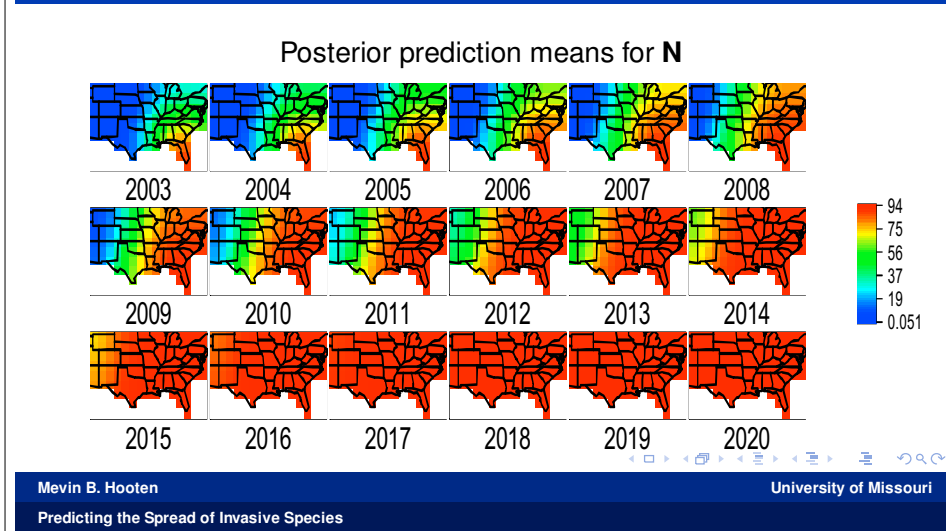 Posterior prediction means for N
2003 2004 2005 2006 2007 2008
94
75
56
37
19
0.051
2009 2010 2011 2012 2013 2014
2015 2016 2017 2018 2019 2020
Mevin B. Hooten University of Missouri
Predicting the Spread of Invasive Species